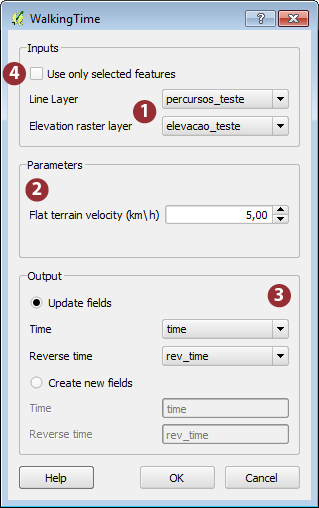 WalkingTime
?
Inputs
4
Use only selected features
Line Layer
percursos_teste
1
Elevation raster layer
elevacao_teste
Parameters
2
Flat terrain velocity (km\h)
5,00
Output
3
Update fields
Time
time
Reverse time
rev_time
Create new fields
Time
time
Reverse time
rev_time
Help
OK
Cancel